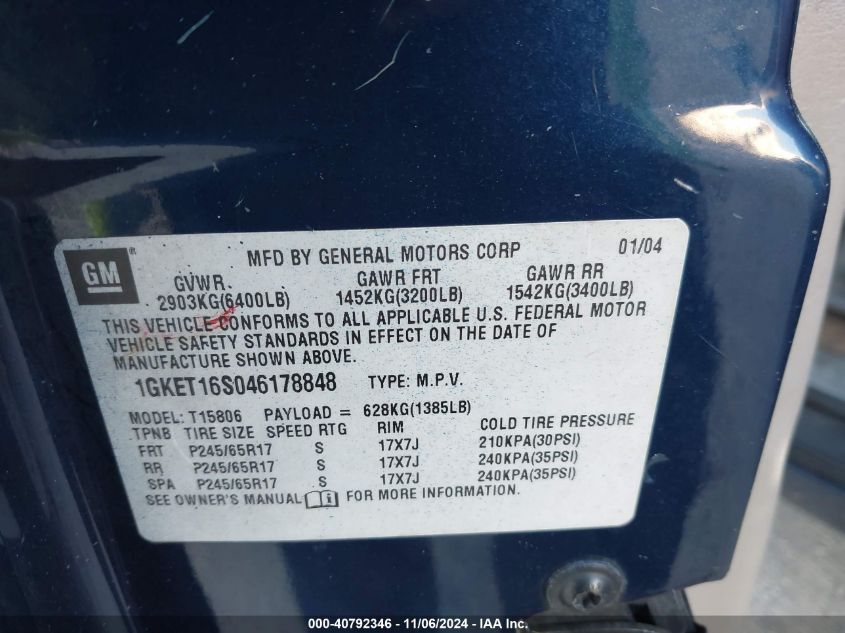 GM
®
MFD BY GENERAL MOTORS CORP 01/04
GVWR GAWR FRT GAWR RR
2903KG(6400LB) 1452KG(3200LB) 1542KG(3400LB)
THIS VEHICLE CONFORMS TO ALL APPLICABLE U.S. FEDERAL MOTOR
VEHICLE SAFETY STANDARDS IN EFFECT ON THE DATE OF
MANUFACTURE SHOWN ABOVE.
1GKET16S046178848 TYPE: M.P.V.
MODEL: T15806 PAYLOAD = 628KG(1385LB)
TPNB TIRE SIZE SPEED RTG RIM COLD TIRE PRESSURE
FRT P245/65R17 S 17X7J 210KPA(30PSI)
RR P245/65R17 S 17X7J 240KPA(35PSI)
SPA P245/65R17 S 17X7J 240KPA(35PSI)
SEE OWNER'S MANUAL i FOR MORE INFORMATION.
000-40792346 - 11/06/2024 - IAA Inc.